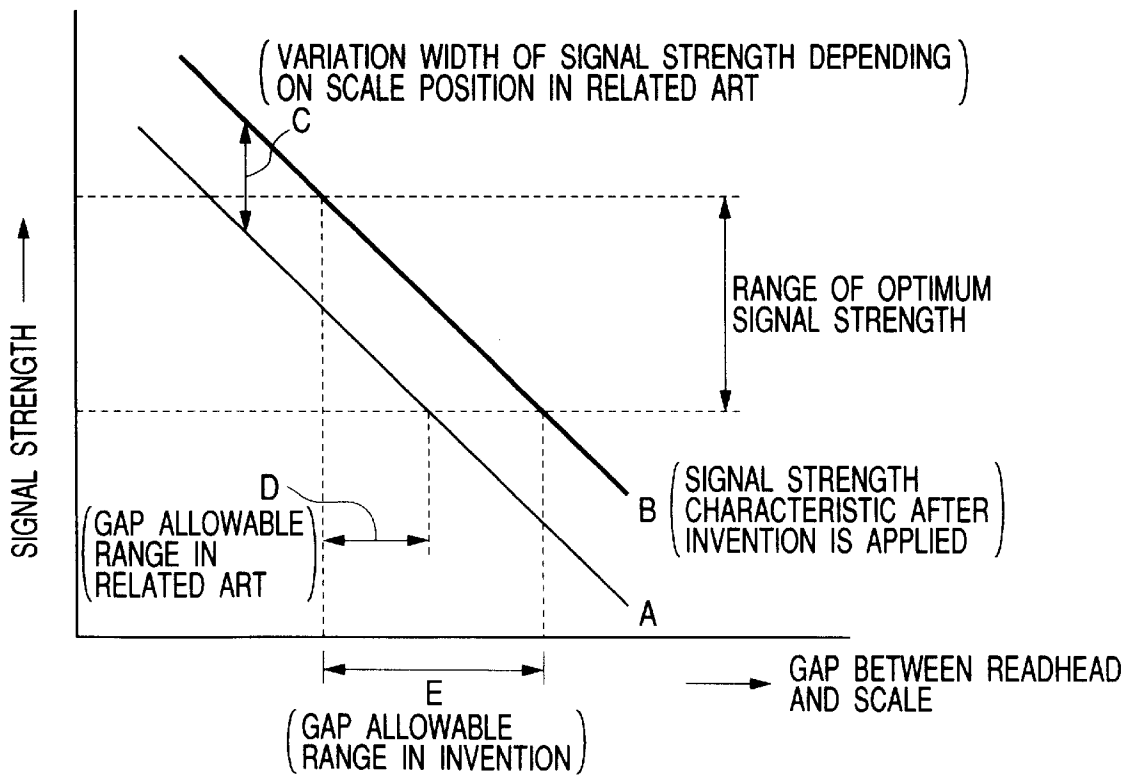 (VARIATION WIDTH OF SIGNAL STRENGTH DEPENDING
ON SCALE POSITION IN RELATED ART)
C
SIGNAL STRENGTH
RANGE OF OPTIMUM
SIGNAL STRENGTH
D
(GAP ALLOWABLE
RANGE IN
RELATED ART)
B
(SIGNAL STRENGTH
CHARACTERISTIC AFTER
INVENTION IS APPLIED)
A
E
(GAP ALLOWABLE
RANGE IN INVENTION)
GAP BETWEEN READHEAD
AND SCALE